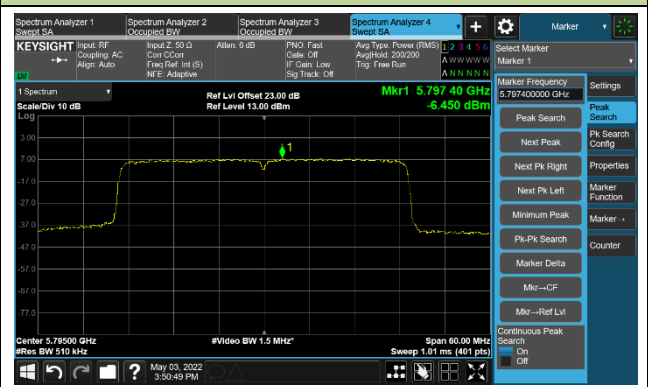 Spectrum Analyzer 1
Swept SA
Spectrum Analyzer 2
Occupied BW
Spectrum Analyzer 3
Occupied BW
Spectrum Analyzer 4
Swept SA
Marker
KEYSIGHT
Input: RF
Coupling: AC
Align: Auto
Input Z: 50 Ω
Corr CCorr
Freq Ref: Int (S)
NFE: Adaptive
Atten: 6 dB
PNO: Fast
Gate: Off
IF Gain: Low
Sig Track: Off
Avg Type: Power (RMS)
Avg|Hold: 200/200
Trig: Free Run
1 2 3 4 5 6
A W W W W W
A N N N N N
LXI
Select Marker
Marker 1
1 Spectrum
Scale/Div 10 dB
Log
Ref Lvl Offset 23.00 dB
Ref Level 13.00 dBm
Mkr1 5.797 40 GHz
-6.450 dBm
Marker Frequency
5.797400000 GHz
Settings
Peak Search
Next Peak
Next Pk Right
Next Pk Left
Minimum Peak
Pk-Pk Search
Marker Delta
Mkr→CF
Mkr→Ref Lvl
Continuous Peak
Search
On
Off
Peak
Search
Pk Search
Config
Properties
Marker
Function
Marker→
Counter
1
3.00
-7.00
-17.0
-27.0
-37.0
-47.0
-57.0
-67.0
-77.0
Center 5.79500 GHz
#Res BW 510 kHz
#Video BW 1.5 MHz*
Span 60.00 MHz
Sweep 1.01 ms (401 pts)
?
May 03, 2022
3:50:49 PM